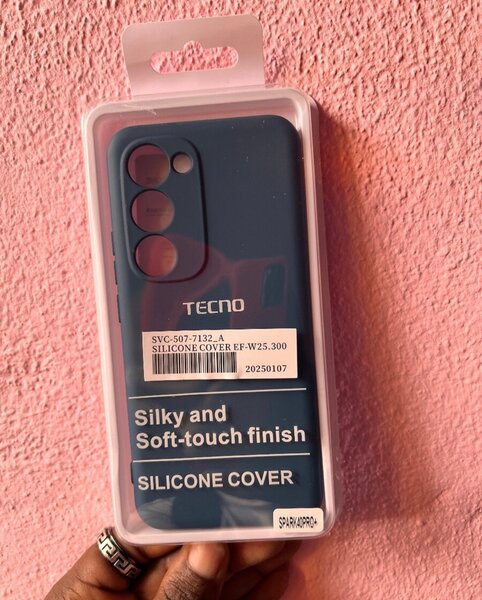 TECNO
SVC-507-7132_A
SILICONE COVER EF-W25.300
20250107
Silky and
Soft-touch finish
SILICONE COVER
SPARK40PRO+